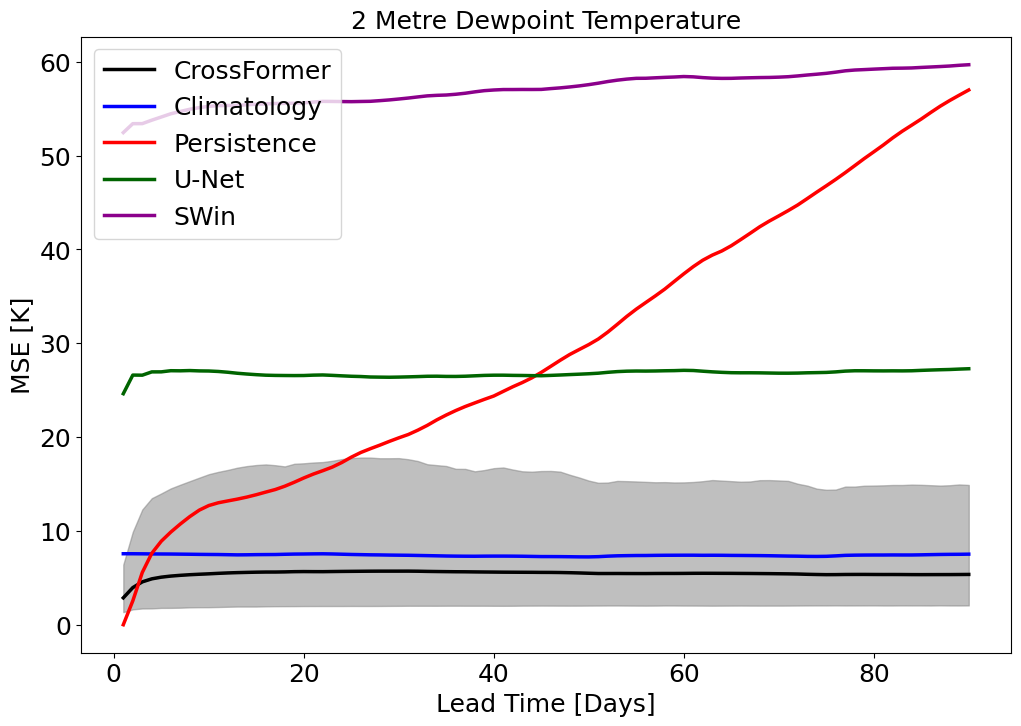 2 Metre Dewpoint Temperature
CrossFormer
Climatology
Persistence
U-Net
SWin
MSE [K]
60
50
40
30
20
10
0
0 20 40 60 80
Lead Time [Days]